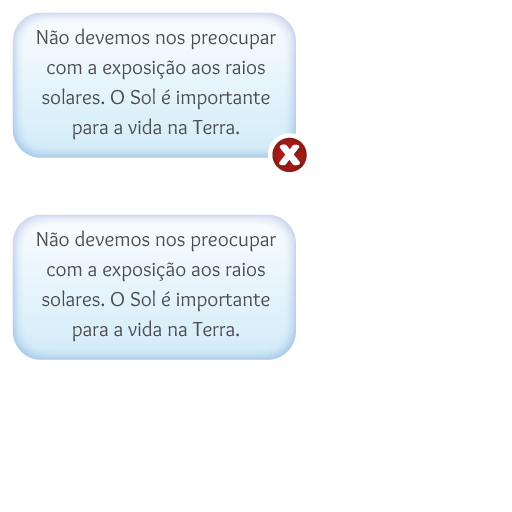 Não devemos nos preocupar
com a exposição aos raios
solares. O Sol é importante
para a vida na Terra.
Não devemos nos preocupar
com a exposição aos raios
solares. O Sol é importante
para a vida na Terra.